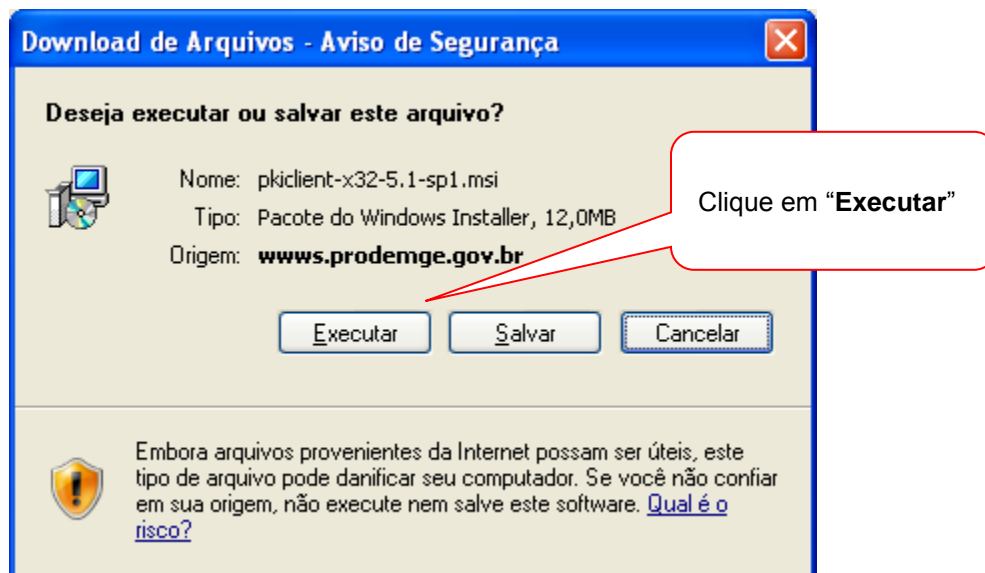 Download de Arquivos - Aviso de Segurança
Deseja executar ou salvar este arquivo?
Nome: pkiclient-x32-5.1-sp1.msi
Tipo: Pacote do Windows Installer, 12,0MB
Origem: wwws.prodemge.gov.br
Clique em “Executar”
Executar Salvar Cancelar
Embora arquivos provenientes da Internet possam ser úteis, este
tipo de arquivo pode danificar seu computador. Se você não confiar
em sua origem, não execute nem salve este software. Qual é o
risco?